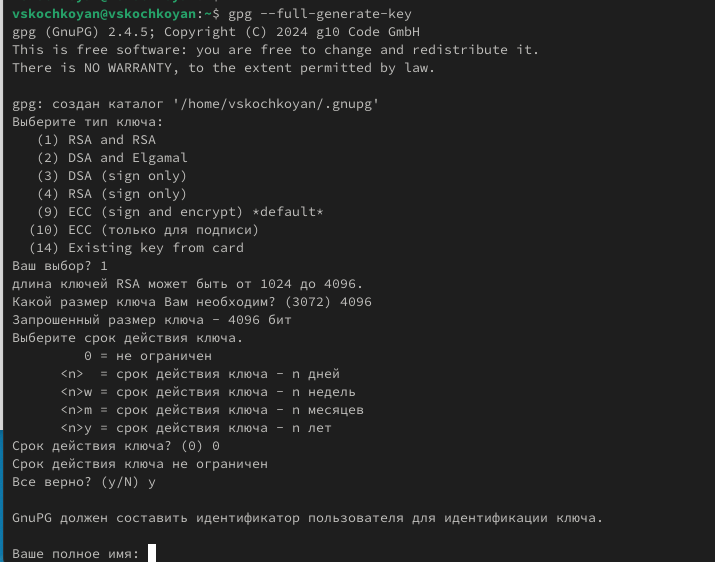 vskochkoyan@vskochkoyan:~$ gpg --full-generate-key
gpg (GnuPG) 2.4.5; Copyright (C) 2024 g10 Code GmbH
This is free software: you are free to change and redistribute it.
There is NO WARRANTY, to the extent permitted by law.

gpg: создан каталог '/home/vskochkoyan/.gnupg'
Выберите тип ключа:
   (1) RSA and RSA
   (2) DSA and Elgamal
   (3) DSA (sign only)
   (4) RSA (sign only)
   (9) ECC (sign and encrypt) *default*
  (10) ECC (только для подписи)
  (14) Existing key from card
Ваш выбор? 1
длина ключей RSA может быть от 1024 до 4096.
Какой размер ключа Вам необходим? (3072) 4096
Запрошенный размер ключа - 4096 бит
Выберите срок действия ключа.
         0 = не ограничен
      <n>  = срок действия ключа - n дней
      <n>w = срок действия ключа - n недель
      <n>m = срок действия ключа - n месяцев
      <n>y = срок действия ключа - n лет
Срок действия ключа? (0) 0
Срок действия ключа не ограничен
Все верно? (y/N) y

GnuPG должен составить идентификатор пользователя для идентификации ключа.

Ваше полное имя: